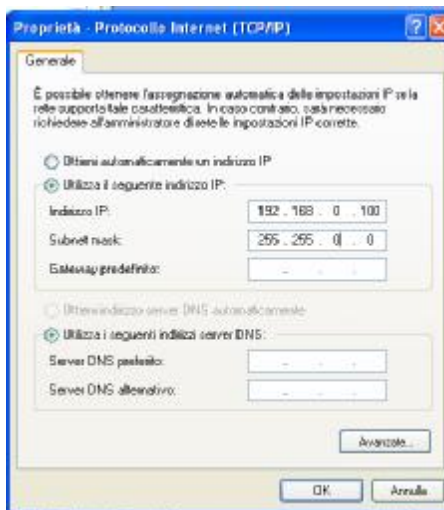 Proprietà - Protocollo Internet (TCP/IP)
Generale
È possibile ottenere l'assegnazione automatica delle impostazioni IP se la
rete supporta tale caratteristica. In caso contrario, sarà necessario
richiedere all'amministratore di rete le impostazioni IP corrette.
Ottieni automaticamente un indirizzo IP
Utilizza il seguente indirizzo IP:
Indirizzo IP: 192 . 168 . 0 . 100
Subnet mask: 255 . 255 . 0 . 0
Gateway predefinito: . . .
Ottieni indirizzo server DNS automaticamente
Utilizza i seguenti indirizzi server DNS:
Server DNS preferito: . . .
Server DNS alternativo: . . .
Avanzate...
OK Annulla